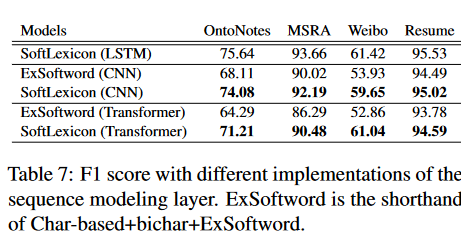 Models OntoNotes MSRA Weibo Resume
SoftLexicon (LSTM) 75.64 93.66 61.42 95.53
ExSoftword (CNN) 68.11 90.02 53.93 94.49
SoftLexicon (CNN) 74.08 92.19 59.65 95.02
ExSoftword (Transformer) 64.29 86.29 52.86 93.78
SoftLexicon (Transformer) 71.21 90.48 61.04 94.59
Table 7: F1 score with different implementations of the
sequence modeling layer. ExSoftword is the shorthand
of Char-based+bichar+ExSoftword.